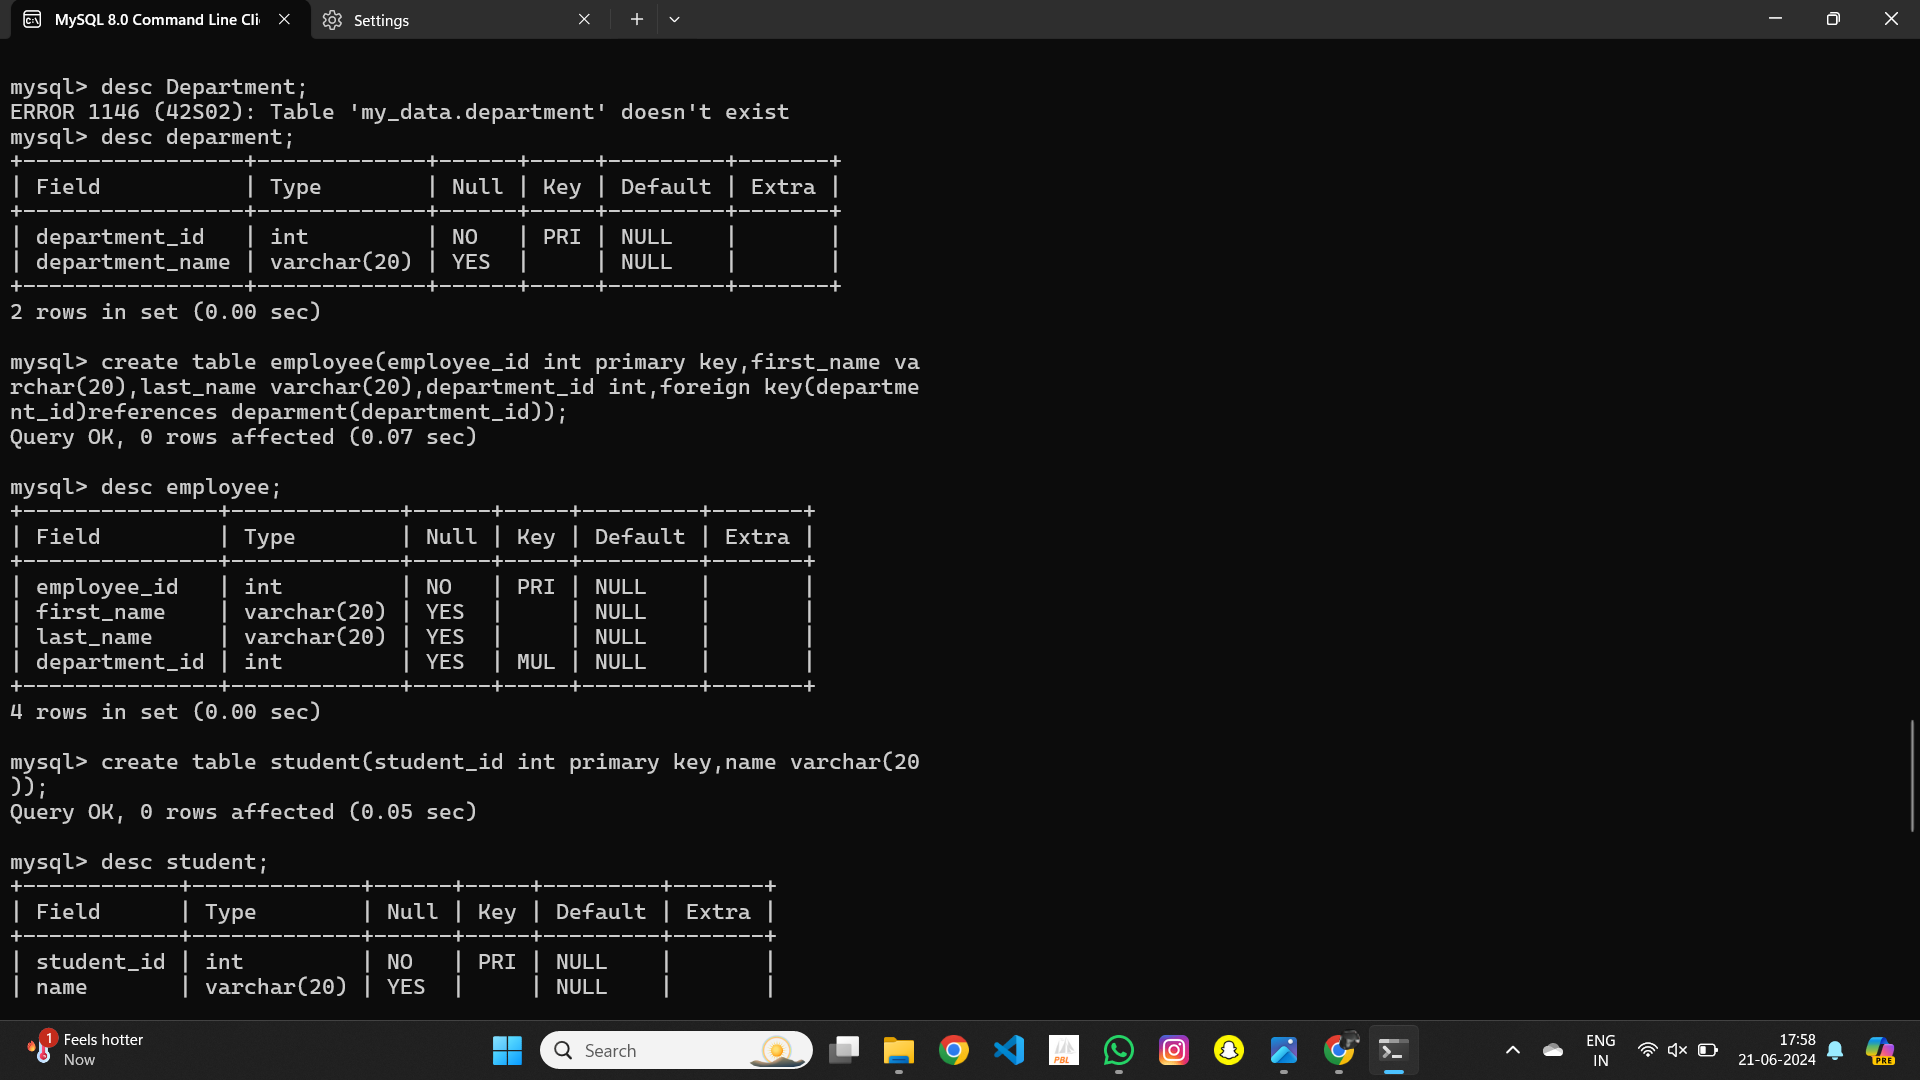 MySQL 8.0 Command Line Cli
Settings
mysql> desc Department;
ERROR 1146 (42S02): Table 'my_data.department' doesn't exist
mysql> desc deparment;
+-----------------+-------------+------+-----+---------+-------+
| Field           | Type        | Null | Key | Default | Extra |
+-----------------+-------------+------+-----+---------+-------+
| department_id   | int         | NO   | PRI | NULL    |       |
| department_name | varchar(20) | YES  |     | NULL    |       |
+-----------------+-------------+------+-----+---------+-------+
2 rows in set (0.00 sec)
mysql> create table employee(employee_id int primary key,first_name va
rchar(20),last_name varchar(20),department_id int,foreign key(departme
nt_id)references deparment(department_id));
Query OK, 0 rows affected (0.07 sec)
mysql> desc employee;
+---------------+-------------+------+-----+---------+-------+
| Field         | Type        | Null | Key | Default | Extra |
+---------------+-------------+------+-----+---------+-------+
| employee_id   | int         | NO   | PRI | NULL    |       |
| first_name    | varchar(20) | YES  |     | NULL    |       |
| last_name     | varchar(20) | YES  |     | NULL    |       |
| department_id | int         | YES  | MUL | NULL    |       |
+---------------+-------------+------+-----+---------+-------+
4 rows in set (0.00 sec)
mysql> create table student(student_id int primary key,name varchar(20
));
Query OK, 0 rows affected (0.05 sec)
mysql> desc student;
+------------+-------------+------+-----+---------+-------+
| Field      | Type        | Null | Key | Default | Extra |
+------------+-------------+------+-----+---------+-------+
| student_id | int         | NO   | PRI | NULL    |       |
| name       | varchar(20) | YES  |     | NULL    |       |
1
Feels hotter
Now
Search
PBL
ENG
IN
17:58
21-06-2024
PRE